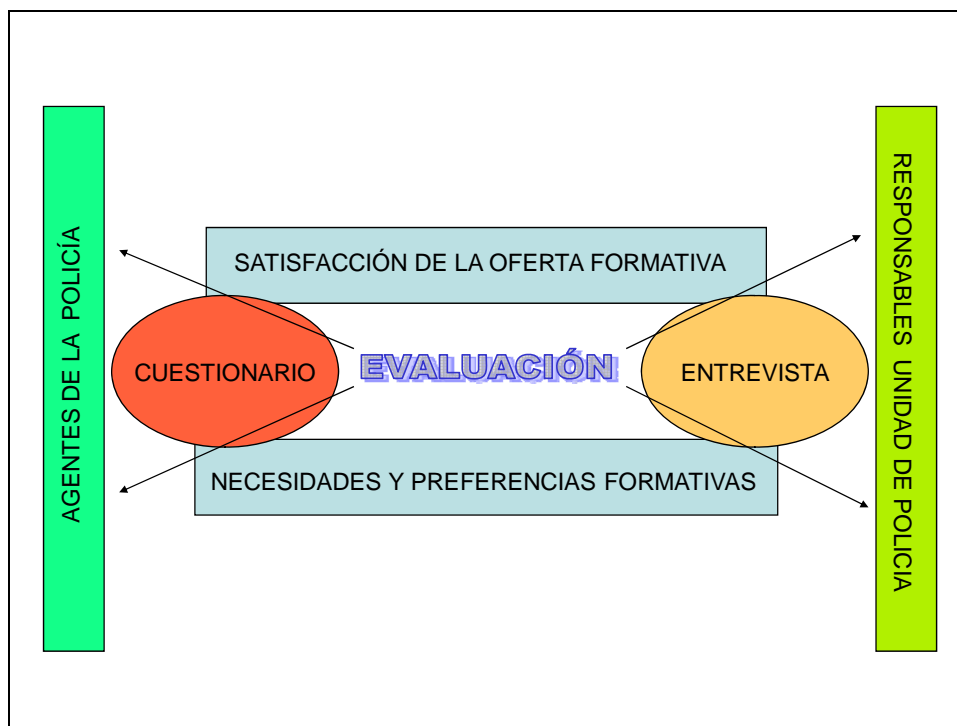 AGENTES DE LA POLICÍA
SATISFACCIÓN DE LA OFERTA FORMATIVA
CUESTIONARIO
EVALUACIÓN
ENTREVISTA
NECESIDADES Y PREFERENCIAS FORMATIVAS
RESPONSABLES UNIDAD DE POLICIA